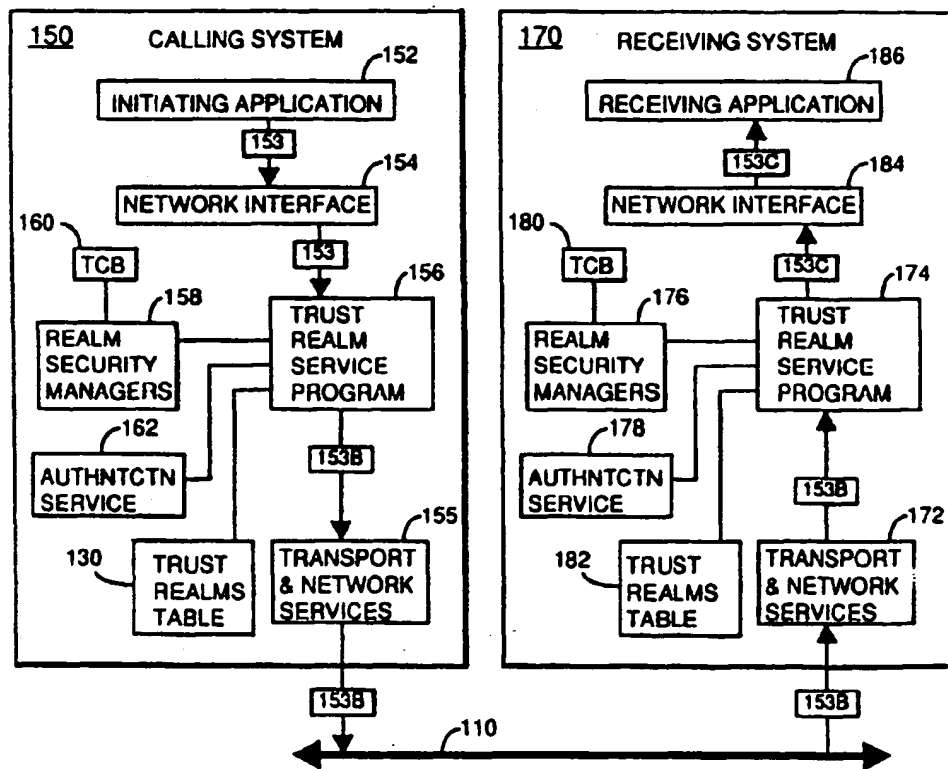 150 CALLING SYSTEM
152
INITIATING APPLICATION
153
154
NETWORK INTERFACE
160
153
TCB
156
158
REALM
SECURITY
MANAGERS
TRUST
REALM
SERVICE
PROGRAM
162
AUTHNTCTN
SERVICE
153B
155
130
TRUST
REALMS
TABLE
TRANSPORT
& NETWORK
SERVICES
153B
110
170 RECEIVING SYSTEM
186
RECEIVING APPLICATION
153C
184
NETWORK INTERFACE
180
153C
TCB
174
176
REALM
SECURITY
MANAGERS
TRUST
REALM
SERVICE
PROGRAM
178
AUTHNTCTN
SERVICE
153B
172
182
TRUST
REALMS
TABLE
TRANSPORT
& NETWORK
SERVICES
153B